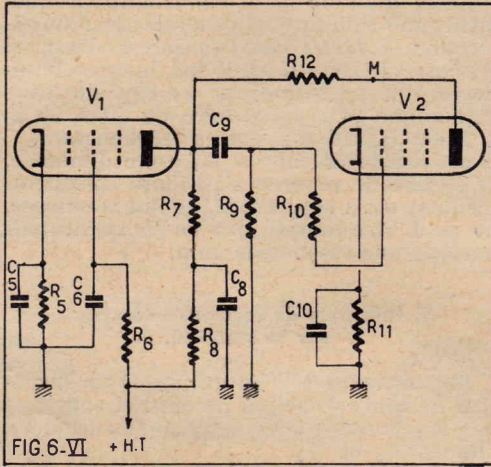 R12
M
V1
V2
C9
R7
R9
R10
C5
R5
C6
R6
C8
R8
C10
R11
FIG.6-VI
+ H.T